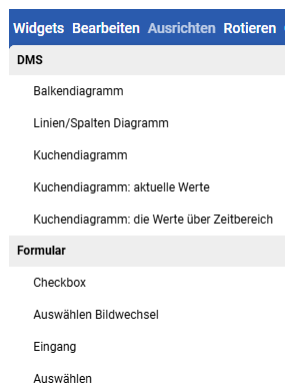 Widgets Bearbeiten Ausrichten Rotieren
DMS
Balkendiagramm
Linien/Spalten Diagramm
Kuchendiagramm
Kuchendiagramm: aktuelle Werte
Kuchendiagramm: die Werte über Zeitbereich
Formular
Checkbox
Auswählen Bildwechsel
Eingang
Auswählen